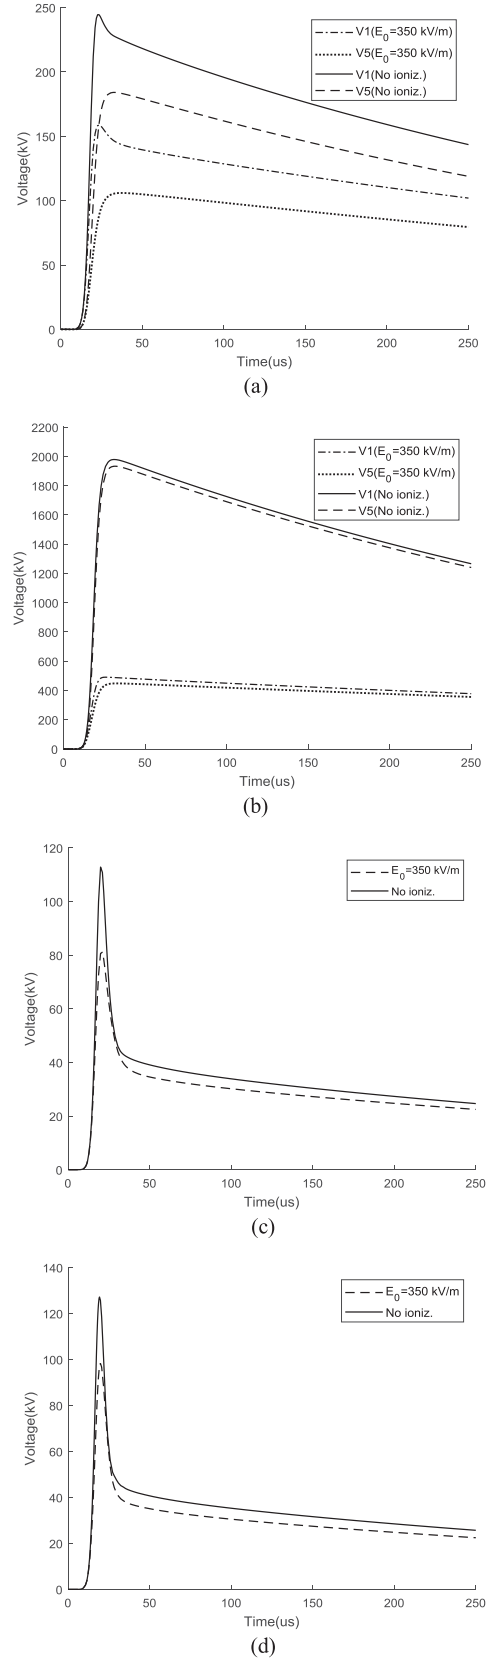 250
200
150
100
50
0
Voltage(kV)
V1(E0=350 kV/m)
V5(E0=350 kV/m)
V1(No ioniz.)
V5(No ioniz.)
0 50 100 150 200 250
Time(us)
(a)
2200
2000
1800
1600
1400
1200
1000
800
600
400
200
0
Voltage(kV)
V1(E0=350 kV/m)
V5(E0=350 kV/m)
V1(No ioniz.)
V5(No ioniz.)
0 50 100 150 200 250
Time(us)
(b)
120
100
80
60
40
20
0
Voltage(kV)
E0=350 kV/m
No ioniz.
0 50 100 150 200 250
Time(us)
(c)
140
120
100
80
60
40
20
0
Voltage(kV)
E0=350 kV/m
No ioniz.
0 50 100 150 200 250
Time(us)
(d)